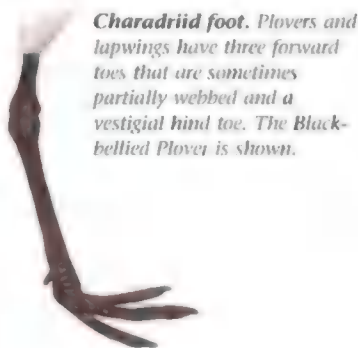 Charadriid foot. Plovers and
lapwings have three forward
toes that are sometimes
partially webbed and a
vestigial hind toe. The Black-
bellied Plover is shown.